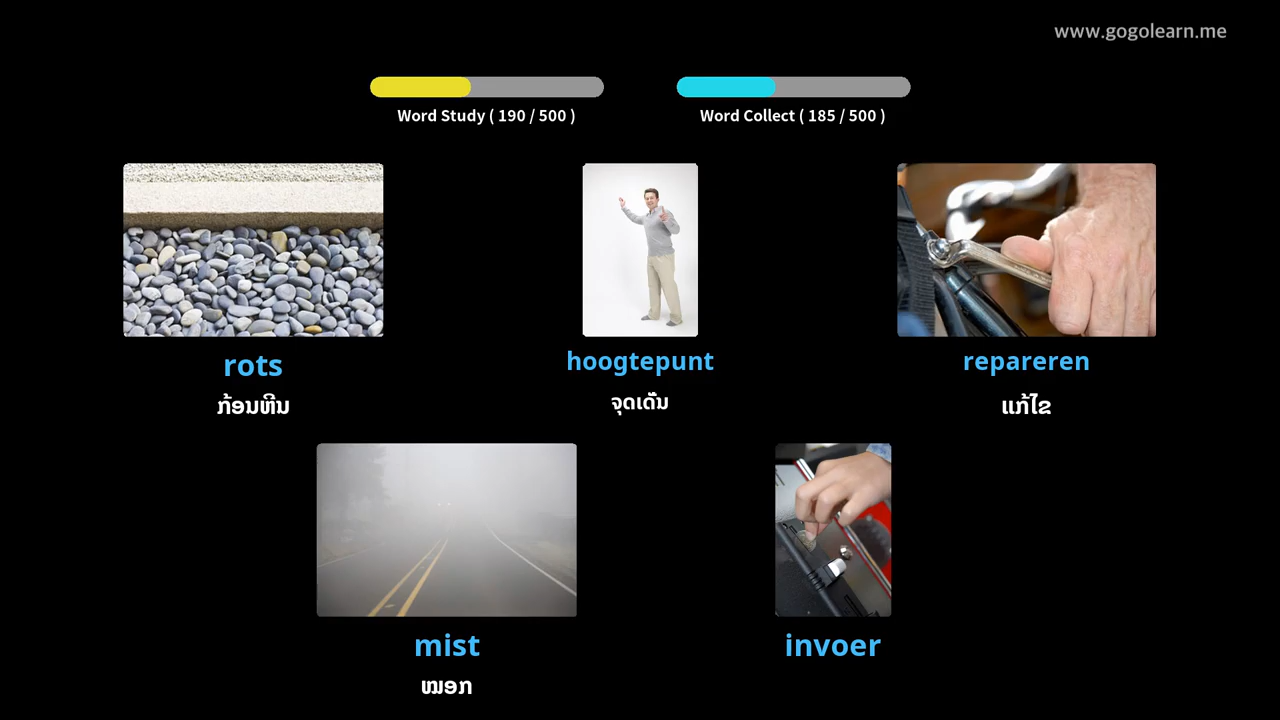 www.gogolearn.me
Word Study ( 190 / 500 )
Word Collect ( 185 / 500 )
rots
hoogtepunt
repareren
ກ້ອນຫີນ
ຈຸດເດັ່ນ
ແກ້ໄຂ
mist
invoer
ໝອກ